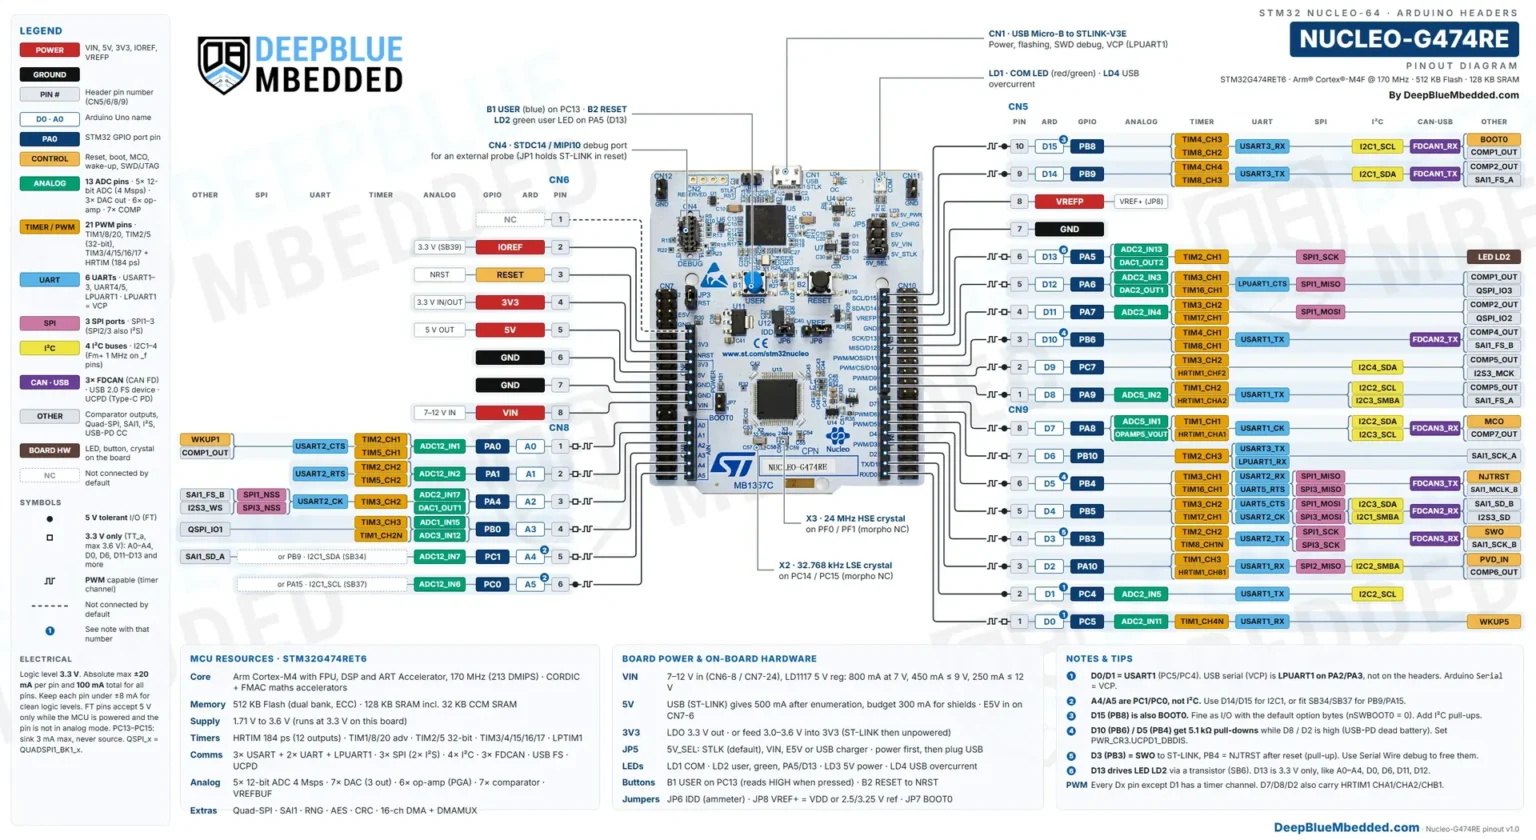 STM32 NUCLEO-64 · ARDUINO HEADERS
NUCLEO-G474RE
PINOUT DIAGRAM
STM32G474RET6 · Arm® Cortex®-M4F @ 170 MHz · 512 KB Flash · 128 KB SRAM
By DeepBlueMbedded.com
DEEPBLUE
MBEDDED
LEGEND
POWER VIN, 5V, 3V3, IOREF,
VREFP
GROUND
PIN # Header pin number
(CN5/6/8/9)
D0 · A0 Arduino Uno name
PA0 STM32 GPIO port pin
CONTROL Reset, boot, MCO,
wake-up, SWD/JTAG
ANALOG 13 ADC pins · 5× 12-
bit ADC (4 Msps) ·
3× DAC out · 6× op-
amp · 7× COMP
TIMER / PWM 21 PWM pins ·
TIM1/8/20, TIM2/5
(32-bit),
TIM3/4/15/16/17 +
HRTIM (184 ps)
UART 6 UARTs · USART1–
3, UART4/5,
LPUART1 · LPUART1
= VCP
SPI 3 SPI ports · SPI1–3
(SPI2/3 also I²S)
I²C 4 I²C buses · I2C1–4
(Fm+ 1 MHz on _f
pins)
CAN · USB 3× FDCAN (CAN FD)
· USB 2.0 FS device ·
UCPD (Type-C PD)
OTHER Comparator outputs,
Quad-SPI, SAI1, I²S,
USB-PD CC
BOARD HW LED, button, crystal
on the board
NC Not connected by
default
SYMBOLS
5 V tolerant I/O (FT)
3.3 V only (TT_a,
max 3.6 V): A0–A4,
D0, D6, D11–D13 and
more
PWM capable (timer
channel)
Not connected by
default
1 See note with that
number
ELECTRICAL
Logic level 3.3 V. Absolute max ±20
mA per pin and 100 mA total for all
pins. Keep each pin under ±8 mA for
clean logic levels. FT pins accept 5 V
only while the MCU is powered and the
pin is not in analog mode. PC13–PC15:
sink 3 mA max, never source. QSPI_x =
QUADSPI1_BK1_x.
CN1 · USB Micro-B to STLINK-V3E
Power, flashing, SWD debug, VCP (LPUART1)
LD1 · COM LED (red/green) · LD4 USB
overcurrent
B1 USER (blue) on PC13 · B2 RESET
LD2 green user LED on PA5 (D13)
CN4 · STDC14 / MIPI10 debug port
for an external probe (JP1 holds ST-LINK in reset)
X3 · 24 MHz HSE crystal
on PF0 / PF1 (morpho NC)
X2 · 32.768 kHz LSE crystal
on PC14 / PC15 (morpho NC)
CN6
OTHER SPI UART TIMER ANALOG GPIO ARD PIN
NC 1
3.3 V (SB39) IOREF 2
NRST RESET 3
3.3 V IN/OUT 3V3 4
5 V OUT 5V 5
GND 6
GND 7
7–12 V IN VIN 8
CN8
WKUP1 COMP1_OUT USART2_CTS TIM2_CH1 TIM5_CH1 ADC12_IN1 PA0 A0 1
USART2_RTS TIM2_CH2 TIM5_CH2 ADC12_IN2 PA1 A1 2
SAI1_FS_B I2S3_WS SPI1_NSS SPI3_NSS USART2_CK TIM3_CH2 ADC2_IN17 DAC1_OUT1 PA4 A2 3
QSPI_IO1 TIM3_CH3 TIM1_CH2N ADC1_IN15 ADC3_IN12 PB0 A3 4
SAI1_SD_A or PB9 · I2C1_SDA (SB34) ADC12_IN7 PC1 A4 2 5
or PA15 · I2C1_SCL (SB37) ADC12_IN6 PC0 A5 2 6
CN5
PIN ARD GPIO ANALOG TIMER UART SPI I²C CAN·USB OTHER
10 D15 3 PB8 TIM4_CH3 TIM8_CH2 USART3_RX I2C1_SCL FDCAN1_RX BOOT0 COMP1_OUT
9 D14 PB9 TIM4_CH4 TIM8_CH3 USART3_TX I2C1_SDA FDCAN1_TX COMP2_OUT SAI1_FS_A
8 VREFP VREF+ (JP8)
7 GND
6 D13 6 PA5 ADC2_IN13 DAC1_OUT2 TIM2_CH1 SPI1_SCK LED LD2
5 D12 PA6 ADC2_IN3 DAC2_OUT1 TIM3_CH1 TIM16_CH1 LPUART1_CTS SPI1_MISO COMP1_OUT QSPI_IO3
4 D11 PA7 ADC2_IN4 TIM3_CH2 TIM17_CH1 SPI1_MOSI COMP2_OUT QSPI_IO2
3 D10 4 PB6 TIM4_CH1 TIM8_CH1 USART1_TX FDCAN2_TX COMP4_OUT SAI1_FS_B
2 D9 PC7 TIM3_CH2 HRTIM1_CHF2 I2C4_SDA COMP5_OUT I2S3_MCK
1 D8 PA9 ADC5_IN2 TIM1_CH2 HRTIM1_CHA2 USART1_TX I2C2_SCL I2C3_SMBA COMP5_OUT SAI1_FS_A
CN9
8 D7 PA8 ADC5_IN1 OPAMP5_VOUT TIM1_CH1 HRTIM1_CHA1 USART1_CK I2C2_SDA I2C3_SCL FDCAN3_RX MCO COMP7_OUT
7 D6 PB10 TIM2_CH3 USART3_TX LPUART1_RX SAI1_SCK_A
6 D5 4 PB4 TIM3_CH1 TIM16_CH1 USART2_RX UART5_RTS SPI1_MISO SPI3_MISO FDCAN3_TX NJTRST SAI1_MCLK_B
5 D4 PB5 TIM3_CH2 TIM17_CH1 UART5_CTS USART2_CK SPI1_MOSI SPI3_MOSI I2C3_SDA I2C1_SMBA FDCAN2_RX SAI1_SD_B I2S3_SD
4 D3 5 PB3 TIM2_CH2 TIM8_CH1N USART2_TX SPI1_SCK SPI3_SCK FDCAN3_RX SWO SAI1_SCK_B
3 D2 PA10 TIM1_CH3 HRTIM1_CHB1 USART1_RX SPI2_MISO I2C2_SMBA PVD_IN COMP6_OUT
2 D1 1 PC4 ADC2_IN5 USART1_TX I2C2_SCL
1 D0 1 PC5 ADC2_IN11 TIM1_CH4N USART1_RX WKUP5
CN12
CN11
DEBUG
USER
RESET
CN7
CN10
www.st.com/stm32nucleo
BOOT0
Nucleo
CPN
NUCLEO-G474RE
MB1367C
MCU RESOURCES · STM32G474RET6
Core Arm Cortex-M4 with FPU, DSP and ART Accelerator, 170 MHz (213 DMIPS) · CORDIC
+ FMAC maths accelerators
Memory 512 KB Flash (dual bank, ECC) · 128 KB SRAM incl. 32 KB CCM SRAM
Supply 1.71 V to 3.6 V (runs at 3.3 V on this board)
Timers HRTIM 184 ps (12 outputs) · TIM1/8/20 adv · TIM2/5 32-bit · TIM3/4/15/16/17 · LPTIM1
Comms 3× USART + 2× UART + LPUART1 · 3× SPI (2× I²S) · 4× I²C · 3× FDCAN · USB FS ·
UCPD
Analog 5× 12-bit ADC 4 Msps · 7× DAC (3 out) · 6× op-amp (PGA) · 7× comparator ·
VREFBUF
Extras Quad-SPI · SAI1 · RNG · AES · CRC · 16-ch DMA + DMAMUX
BOARD POWER & ON-BOARD HARDWARE
VIN 7–12 V in (CN6-8 / CN7-24), LD1117 5 V reg: 800 mA at 7 V, 450 mA ≤ 9 V, 250 mA ≤ 12
V
5V USB (ST-LINK) gives 500 mA after enumeration, budget 300 mA for shields · E5V in on
CN7-6
3V3 LDO 3.3 V out · or feed 3.0–3.6 V into 3V3 (ST-LINK then unpowered)
JP5 5V_SEL: STLK (default), VIN, E5V or USB charger · power first, then plug USB
LEDs LD1 COM · LD2 user, green, PA5/D13 · LD3 5V power · LD4 USB overcurrent
Buttons B1 USER on PC13 (reads HIGH when pressed) · B2 RESET to NRST
Jumpers JP6 IDD (ammeter) · JP8 VREF+ = VDD or 2.5/3.25 V ref · JP7 BOOT0
NOTES & TIPS
1 D0/D1 = USART1 (PC5/PC4). USB serial (VCP) is LPUART1 on PA2/PA3, not on the headers. Arduino Serial
= VCP.
2 A4/A5 are PC1/PC0, not I²C. Use D14/D15 for I2C1, or fit SB34/SB37 for PB9/PA15.
3 D15 (PB8) is also BOOT0. Fine as I/O with the default option bytes (nSWBOOT0 = 0). Add I²C pull-ups.
4 D10 (PB6) / D5 (PB4) get 5.1 kΩ pull-downs while D8 / D2 is high (USB-PD dead battery). Set
PWR_CR3.UCPD1_DBDIS.
5 D3 (PB3) = SWO to ST-LINK, PB4 = NJTRST after reset (pull-up). Use Serial Wire debug to free them.
6 D13 drives LED LD2 via a transistor (SB6). D13 is 3.3 V only, like A0–A4, D0, D6, D11, D12.
PWM Every Dx pin except D1 has a timer channel. D7/D8/D2 also carry HRTIM1 CHA1/CHA2/CHB1.
DeepBlueMbedded.com · Nucleo-G474RE pinout v1.0